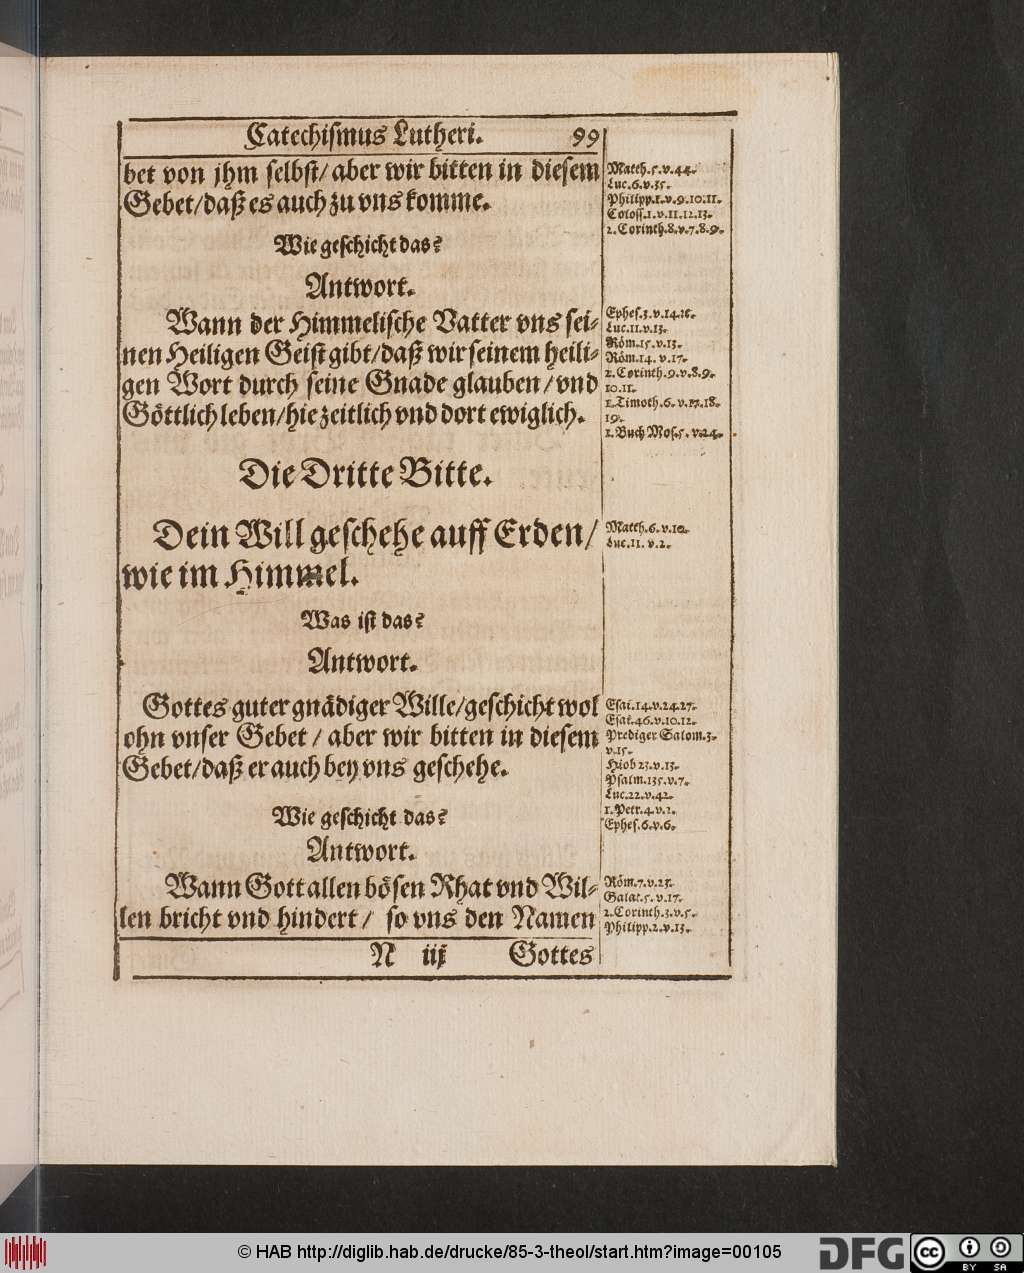 Catechiſmus Lutheri. 99
bet von jhm ſelbſt/ aber wir bitten in dieſem
Gebet/ daß es auch zu vns komme.
Wie geſchicht das?
Antwort.
Wann der Himmeliſche Vatter vns ſei⸗
nen Heiligen Geiſt gibt/ daß wir ſeinem heili⸗
gen Wort durch ſeine Gnade glauben/ vnd
Göttlich leben/ hie zeitlich vnd dort ewiglich.
Die Dritte Bitte.
Dein Will geſchehe auff Erden/
wie im Himmel.
Was iſt das?
Antwort.
Gottes guter gnädiger Wille/ geſchicht wol
ohn vnſer Gebet/ aber wir bitten in dieſem
Gebet/ daß er auch bey vns geſchehe.
Wie geſchicht das?
Antwort.
Wann Gott allen böſen Rhat vnd Wil⸗
len bricht vnd hindert/ ſo vns den Namen
N iij Gottes
Matth.5.v.44.
Luc.6.v.35.
Philipp.1.v.9.10.11.
Coloſſ.1.v.11.12.13.
2.Corinth.8.v.7.8.9.
Epheſ.3.v.14.16.
Luc.11.v.13.
Röm.15.v.13.
Röm.14.v.17.
2.Corinth.9.v.8.9.
10.11.
1.Timoth.6.v.17.18.
19.
1.Buch Moſ.5.v.24.
Matth.6.v.10.
Luc.11.v.2.
Eſai.14.v.24.27.
Eſai.46.v.10.12.
Prediger Salom.3.
v.15.
Hiob 23.v.13.
Pſalm.135.v.7.
Luc.22.v.42.
1.Petr.4.v.2.
Epheſ.6.v.6.
Röm.7.v.23.
Galat.5.v.17.
2.Corinth.3.v.5.
Philipp.2.v.13.
© HAB http://diglib.hab.de/drucke/85-3-theol/start.htm?image=00105
DFG cc BY SA